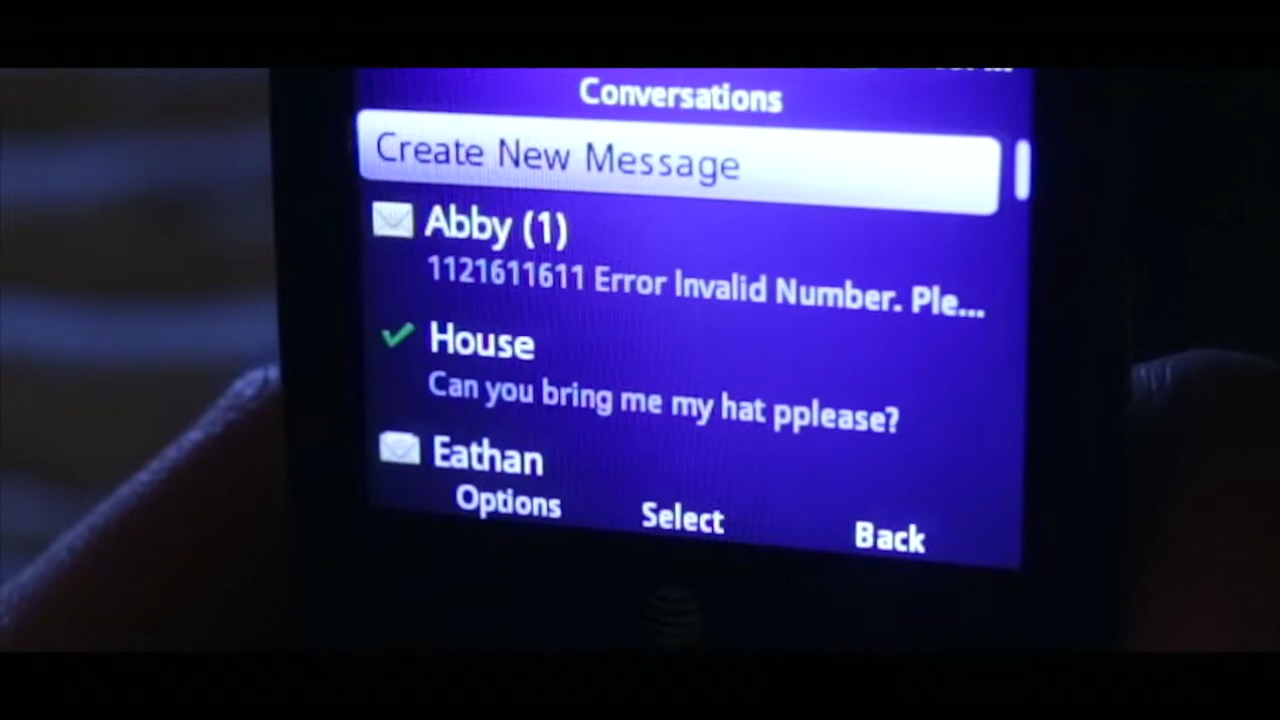 Conversations
Create New Message
Abby (1)
1121611611 Error Invalid Number. Ple...
House
Can you bring me my hat pplease?
Eathan
Options Select Back